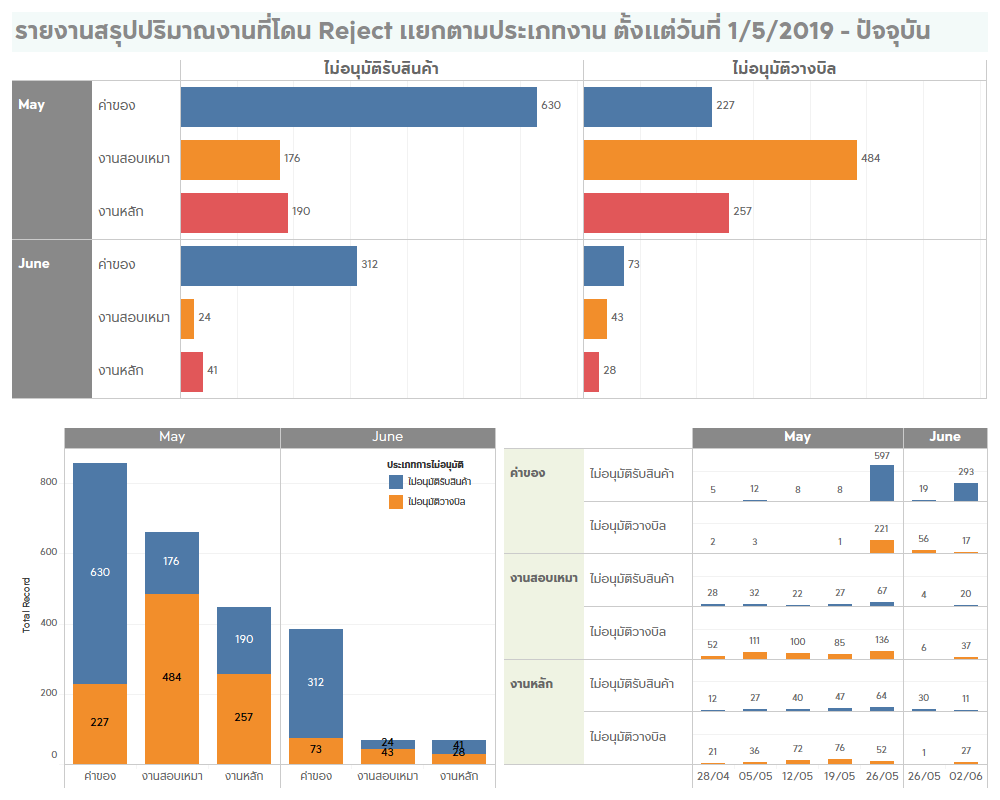 รายงานสรุปปริมาณงานที่โดน Reject แยกตามประเภทงาน ตั้งแต่วันที่ 1/5/2019 - ปัจจุบัน
ไม่อนุมัติรับสินค้า ไม่อนุมัติวางบิล
May ค่าของ 630 227
งานสอบเหมา 176 484
งานหลัก 190 257
June ค่าของ 312 73
งานสอบเหมา 24 43
งานหลัก 41 28
May June
ประเภทการไม่อนุมัติ
ไม่อนุมัติรับสินค้า
ไม่อนุมัติวางบิล
Total Record
800
600
400
200
0
630 176 190 312 24 41
227 484 257 73 43 28
ค่าของ งานสอบเหมา งานหลัก ค่าของ งานสอบเหมา งานหลัก
May June
ค่าของ ไม่อนุมัติรับสินค้า 5 12 8 8 597 19 293
ไม่อนุมัติวางบิล 2 3 1 221 56 17
งานสอบเหมา ไม่อนุมัติรับสินค้า 28 32 22 27 67 4 20
ไม่อนุมัติวางบิล 52 111 100 85 136 6 37
งานหลัก ไม่อนุมัติรับสินค้า 12 27 40 47 64 30 11
ไม่อนุมัติวางบิล 21 36 72 76 52 1 27
28/04 05/05 12/05 19/05 26/05 26/05 02/06